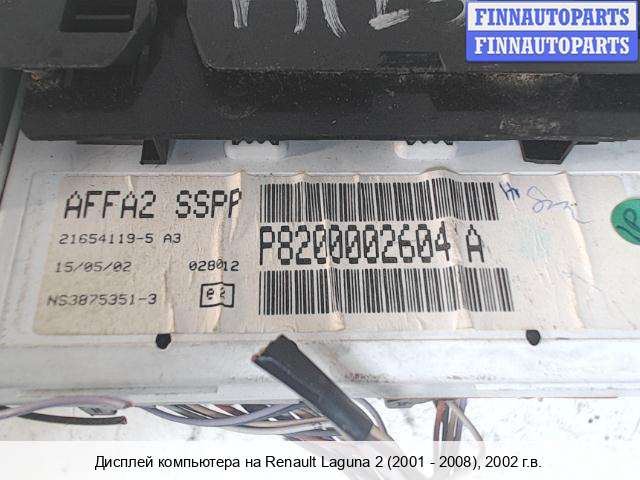 FINNAUTOPARTS
FINNAUTOPARTS
AFFA2 SSPP
21654119-5 A3
15/05/02 028012
NS3875351-3
e2
P8200002604 A
Дисплей компьютера на Renault Laguna 2 (2001 - 2008), 2002 г.в.